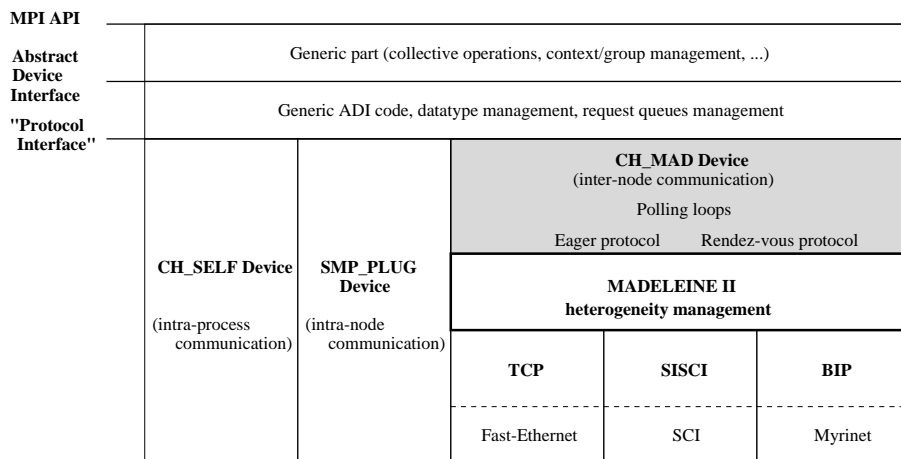 MPI API
Generic part (collective operations, context/group management, ...)
Abstract
Device
Interface
Generic ADI code, datatype management, request queues management
"Protocol
Interface"
CH_MAD Device
(inter-node communication)
Polling loops
Eager protocol Rendez-vous protocol
CH_SELF Device
(intra-process
communication)
SMP_PLUG
Device
(intra-node
communication)
MADELEINE II
heterogeneity management
TCP SISCI BIP
Fast-Ethernet SCI Myrinet